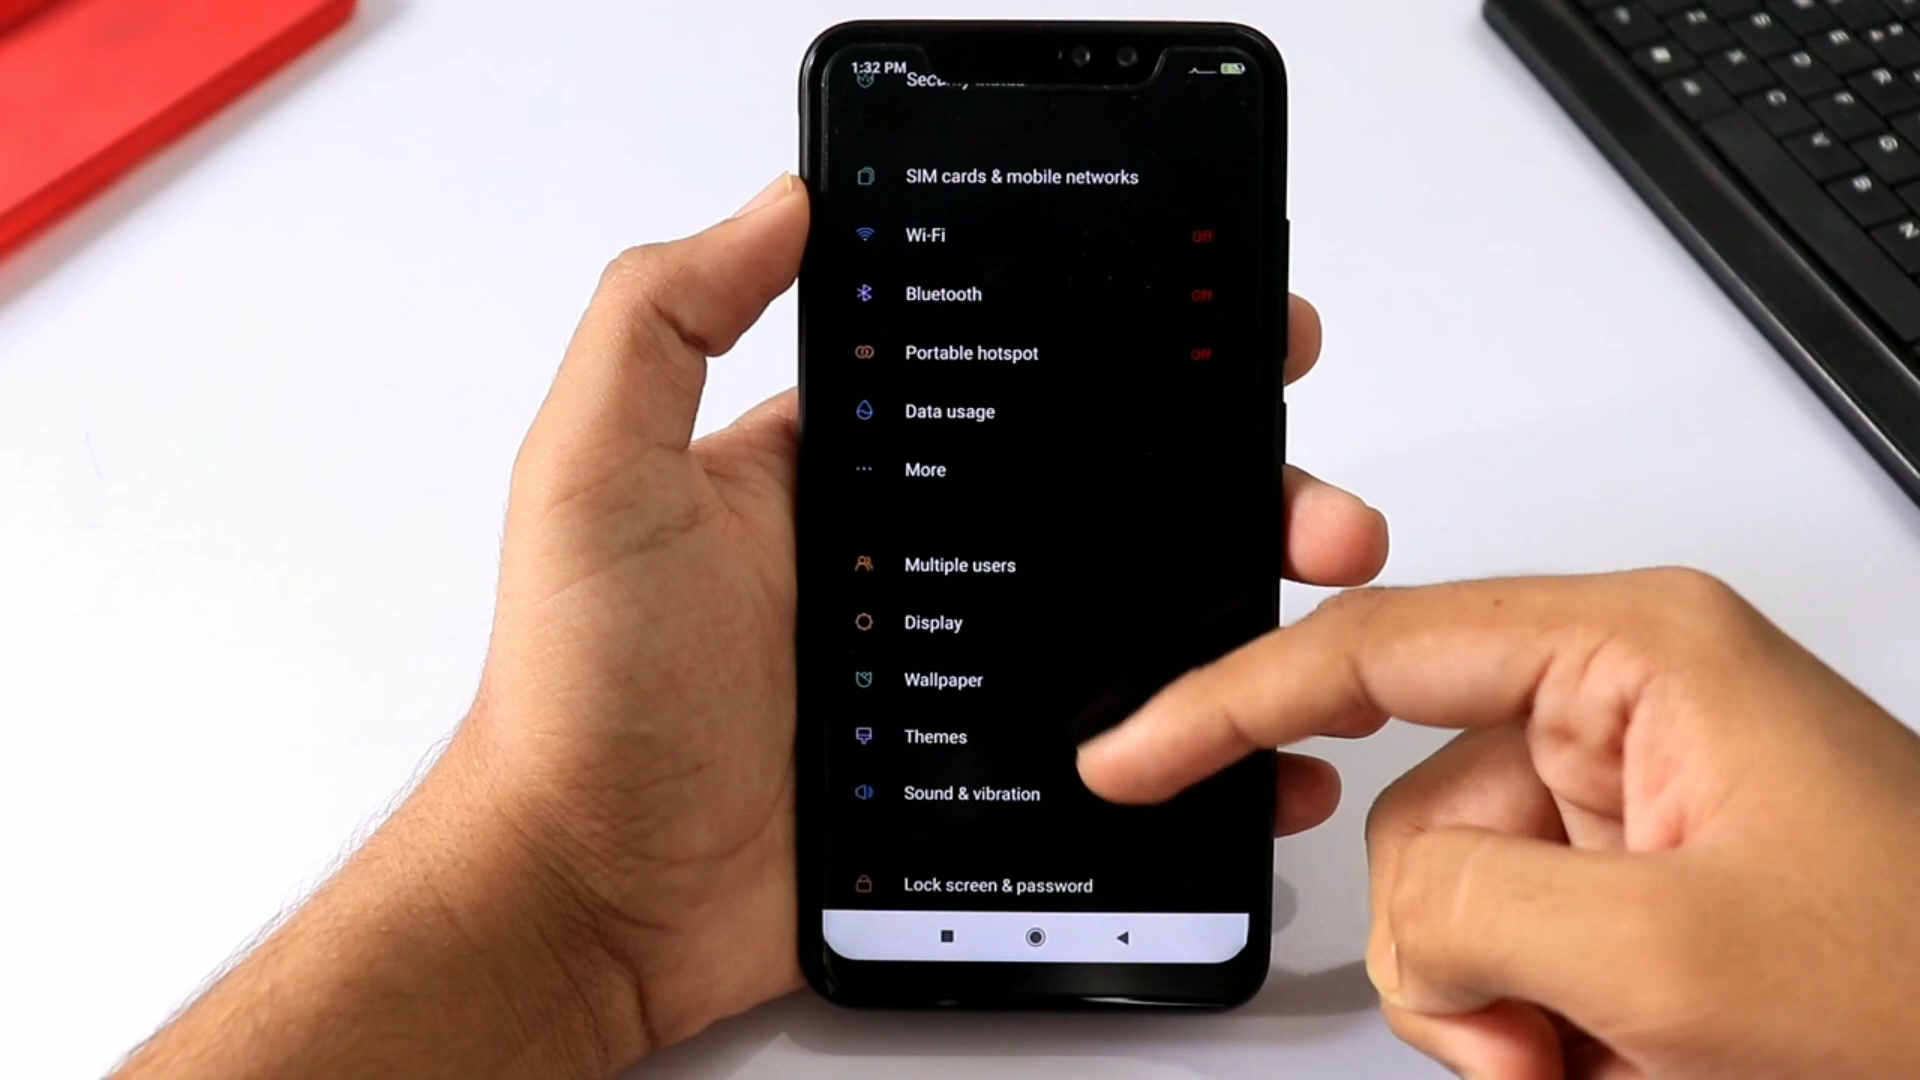 1:32 PM
SIM cards & mobile networks
Wi-Fi Off
Bluetooth Off
Portable hotspot Off
Data usage
More
Multiple users
Display
Wallpaper
Themes
Sound & vibration
Lock screen & password